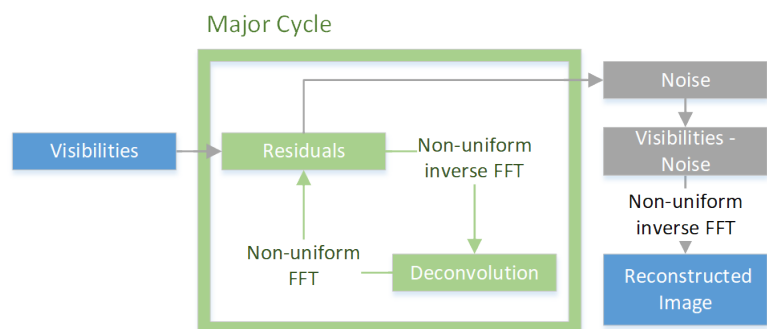 Major Cycle
Visibilities
Residuals
Non-uniform
inverse FFT
Non-uniform
FFT
Deconvolution
Noise
Visibilities -
Noise
Non-uniform
inverse FFT
Reconstructed
Image